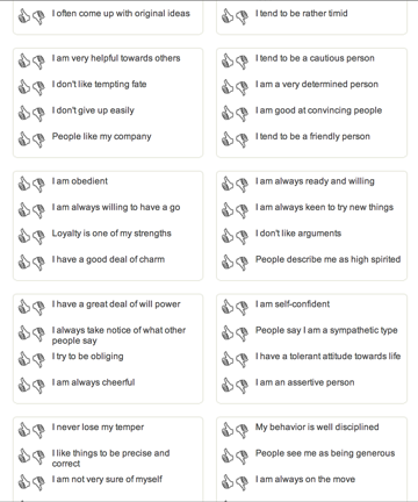 I often come up with original ideas
I tend to be rather timid
I am very helpful towards others
I don't like tempting fate
I don't give up easily
People like my company
I tend to be a cautious person
I am a very determined person
I am good at convincing people
I tend to be a friendly person
I am obedient
I am always willing to have a go
Loyalty is one of my strengths
I have a good deal of charm
I am always ready and willing
I am always keen to try new things
I don't like arguments
People describe me as high spirited
I have a great deal of will power
I always take notice of what other
people say
I try to be obliging
I am always cheerful
I am self-confident
People say I am a sympathetic type
I have a tolerant attitude towards life
I am an assertive person
I never lose my temper
I like things to be precise and
correct
I am not very sure of myself
My behavior is well disciplined
People see me as being generous
I am always on the move